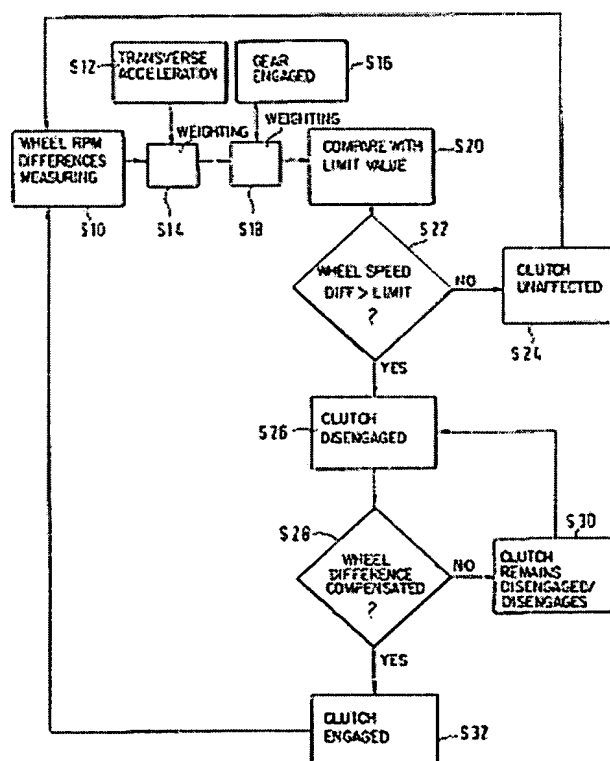 S12
TRANSVERSE
ACCELERATION
GEAR
ENGAGED
S16
WEIGHTING
WEIGHTING
WHEEL RPM
DIFFERENCES
MEASURING
COMPARE WITH
LIMIT VALUE
S20
S10
S14
S18
S22
WHEEL SPEED
DIFF > LIMIT
?
NO
CLUTCH
UNAFFECTED
S24
YES
S26
CLUTCH
DISENGAGED
S28
WHEEL
DIFFERENCE
COMPENSATED
?
NO
S30
CLUTCH
REMAINS
DISENGAGED/
DISENGAGES
YES
CLUTCH
ENGAGED
S32